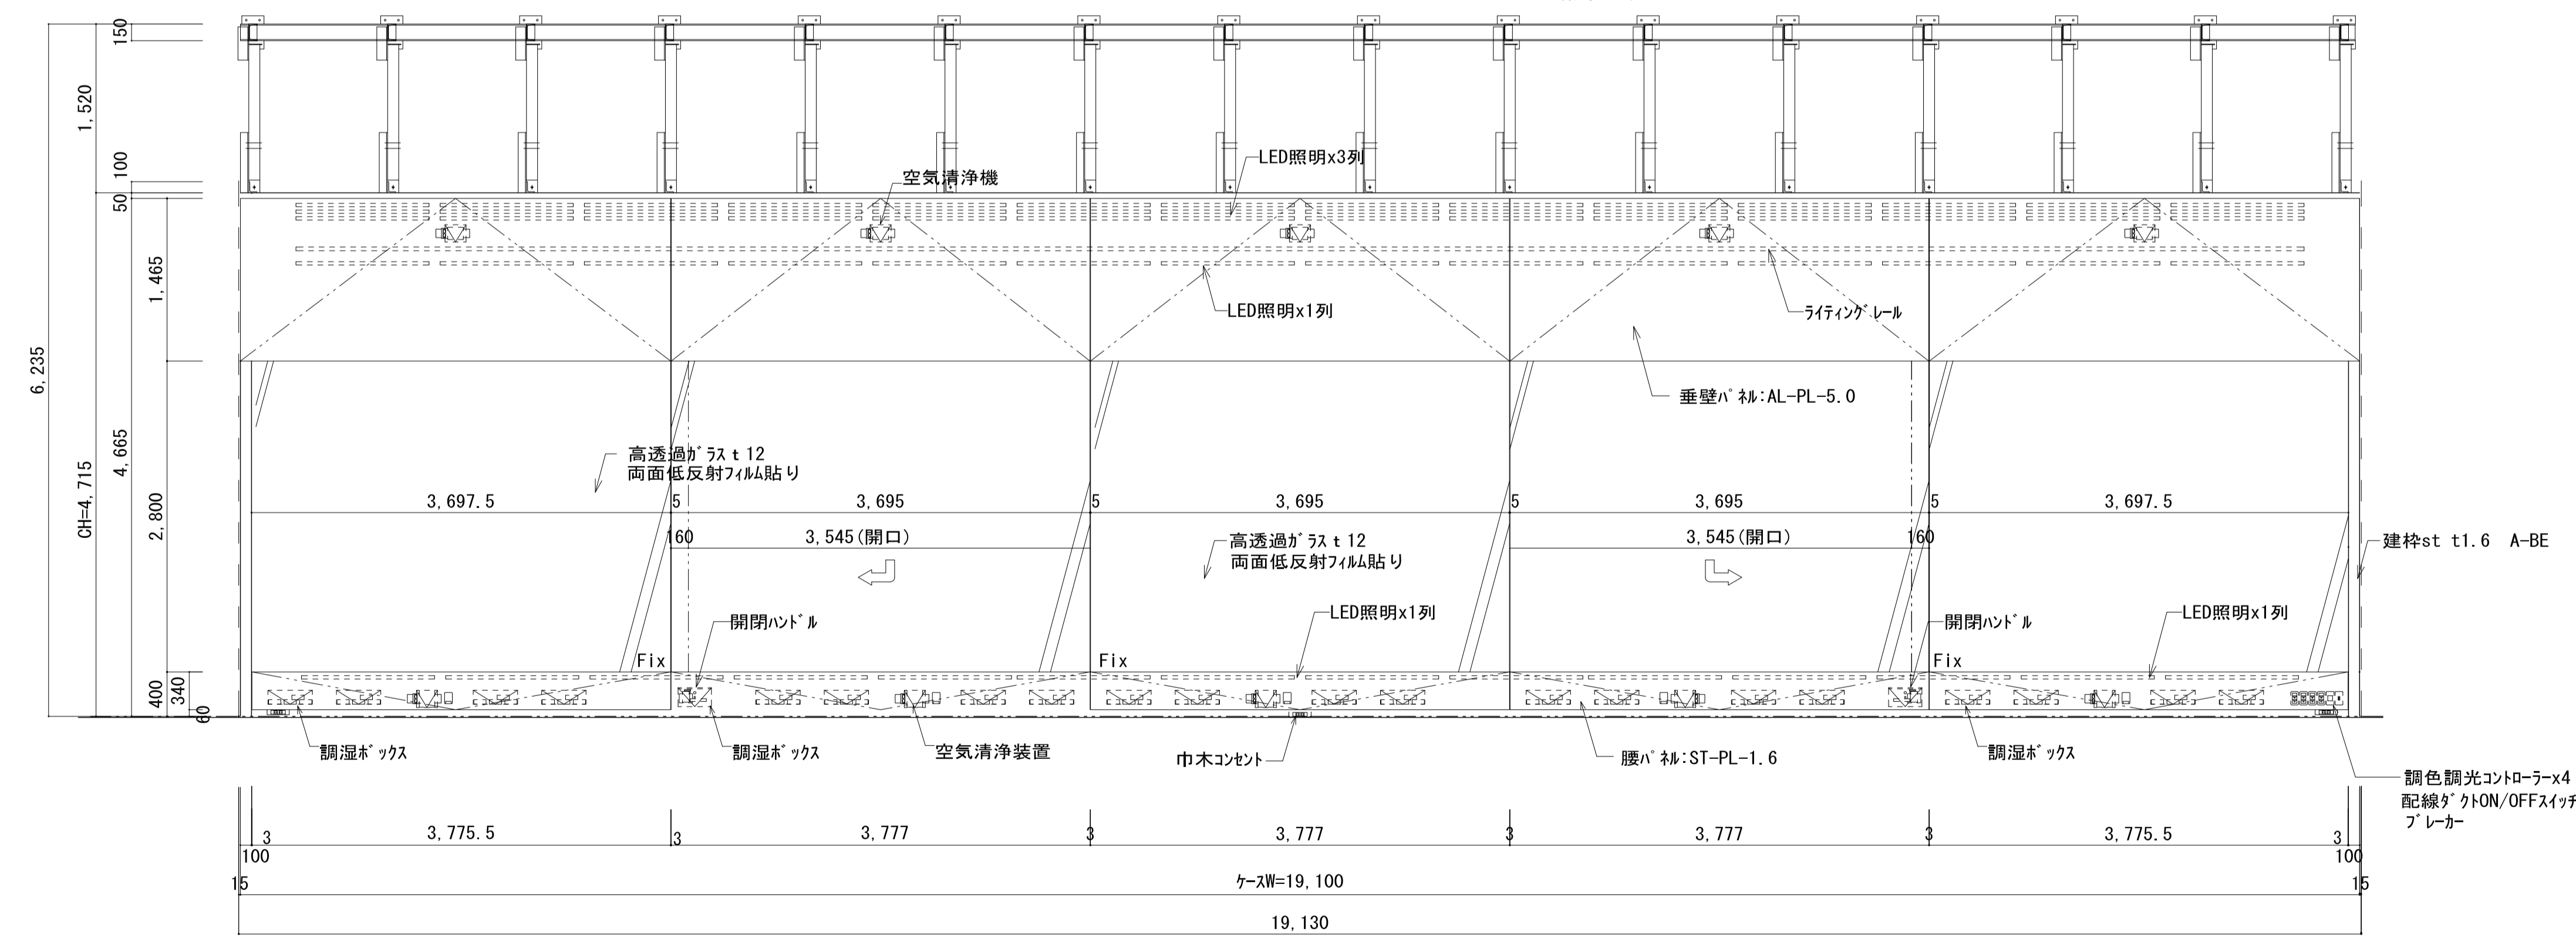 150
1,520
100
50
6,235
CH=4,715
4,665
1,465
2,800
400
340
60
空気清浄機
LED照明x3列
LED照明x1列
ライティングレール
垂壁パネル:AL-PL-5.0
高透過ガラスt12
両面低反射フィルム貼り
3,697.5
5
3,695
5
3,695
5
3,695
5
3,697.5
160
3,545(開口)
3,545(開口)
160
高透過ガラスt12
両面低反射フィルム貼り
建枠st t1.6 A-BE
開閉ハンドル
LED照明x1列
開閉ハンドル
LED照明x1列
Fix
Fix
Fix
調湿ボックス
調湿ボックス
空気清浄装置
巾木コンセント
腰パネル:ST-PL-1.6
調湿ボックス
調色調光コントローラーx4
配線ダクトON/OFFスイッチ
ブレーカー
3
3,775.5
3
3,777
3
3,777
3
3,777
3
3,775.5
3
100
100
15
ケースW=19,100
15
19,130